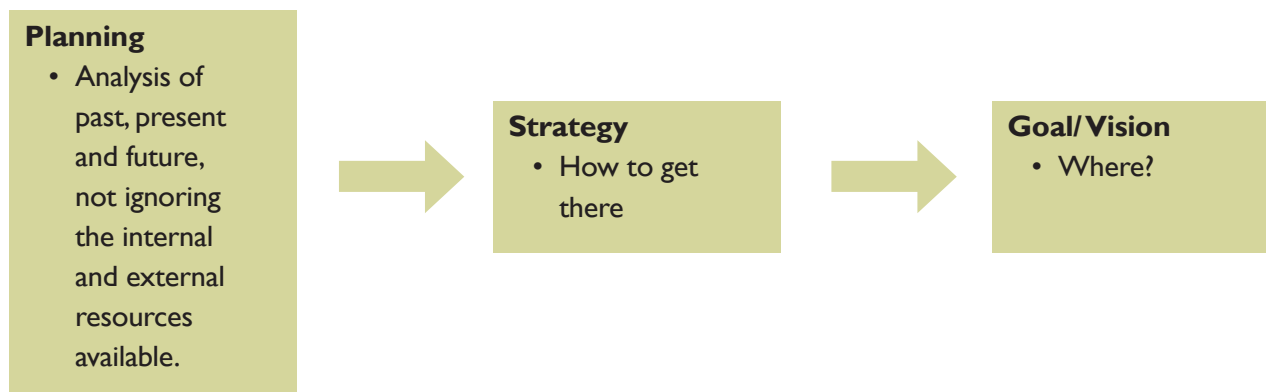 Planning
• Analysis of
past, present
and future,
not ignoring
the internal
and external
resources
available.
Strategy
• How to get
there
Goal/ Vision
• Where?